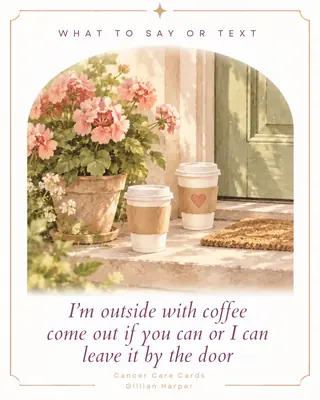 WHAT TO SAY OR TEXT
I'm outside with coffee
come out if you can or I can
leave it by the door
Cancer Care Cards
Gillian Harper